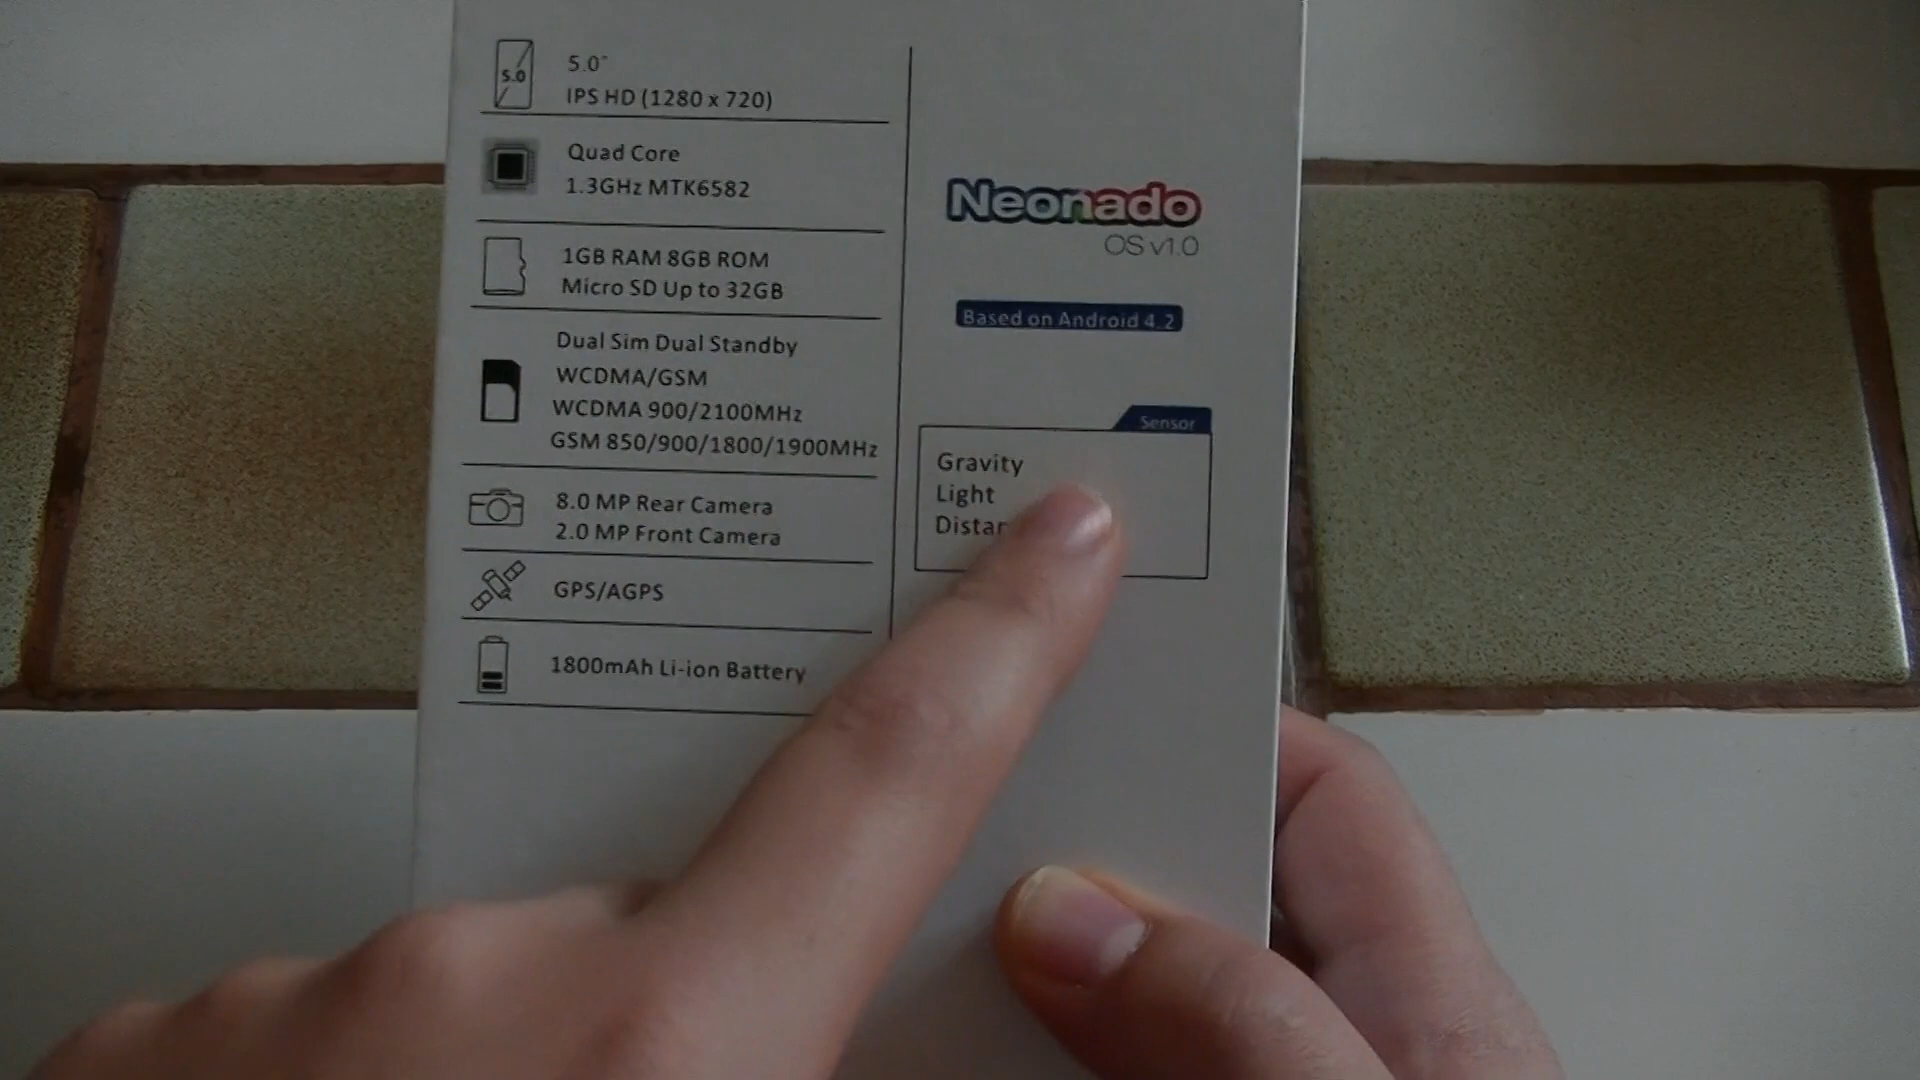 5.0
5.0"
IPS HD (1280 x 720)
Quad Core
1.3GHz MTK6582
1GB RAM 8GB ROM
Micro SD Up to 32GB
Dual Sim Dual Standby
WCDMA/GSM
WCDMA 900/2100MHz
GSM 850/900/1800/1900MHz
8.0 MP Rear Camera
2.0 MP Front Camera
GPS/AGPS
1800mAh Li-ion Battery
Neonado
OS v1.0
Based on Android 4.2
Sensor
Gravity
Light